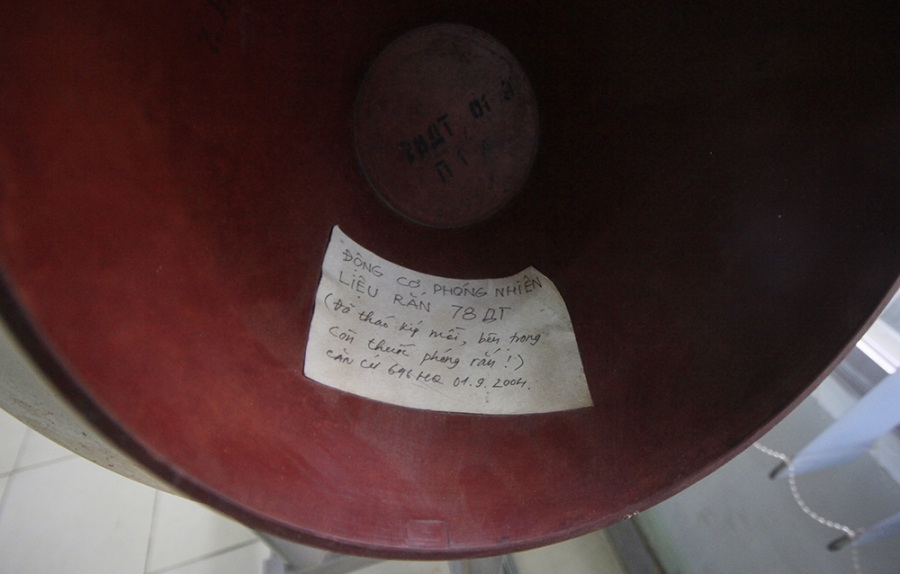 ĐỘNG CƠ PHÓNG NHIÊN
LIỆU RẮN 78 ДТ
(Đã tháo kíp mồi, bên trong
còn thuốc phóng rắn!)
CĂN CỨ 696 HQ 01.9.2004.